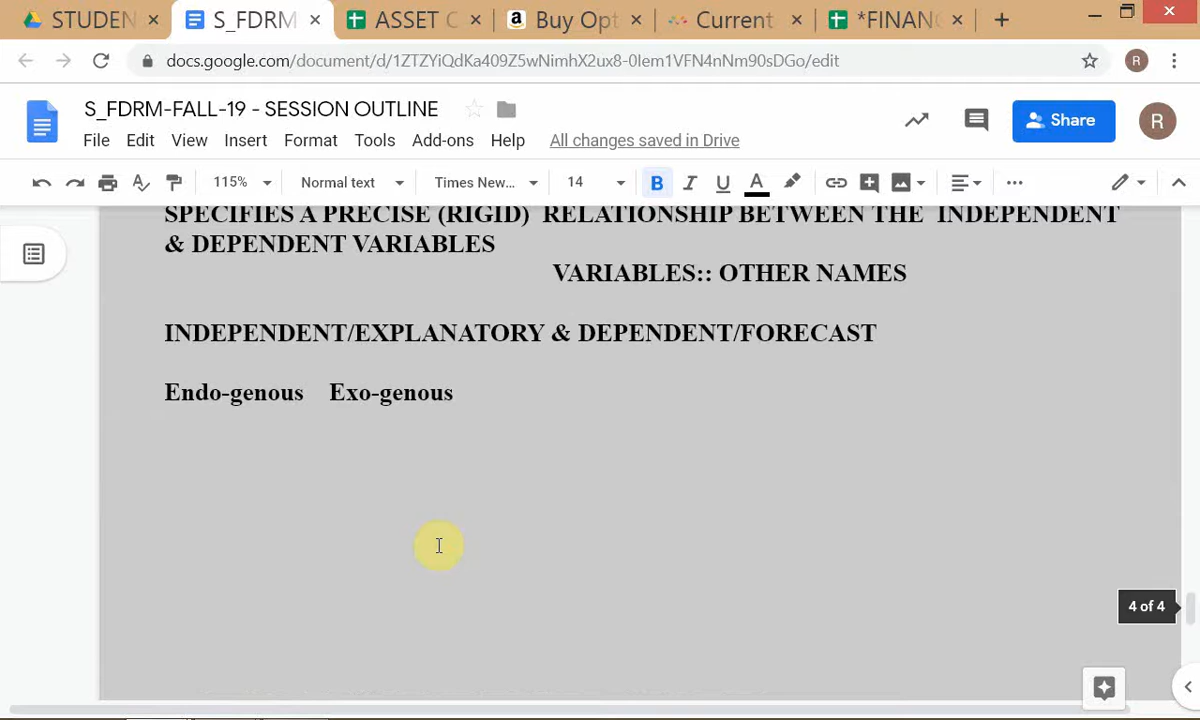 STUDEN
S_FDRM
ASSET C
Buy Opt
Current
*FINANC
docs.google.com/document/d/1ZTZYiQdKa409Z5wNimhX2ux8-0Iem1VFN4nNm90sDGo/edit
R
S_FDRM-FALL-19 - SESSION OUTLINE
File Edit View Insert Format Tools Add-ons Help All changes saved in Drive
Share
R
115% Normal text Times New... 14 B I U A
SPECIFIES A PRECISE (RIGID) RELATIONSHIP BETWEEN THE INDEPENDENT
& DEPENDENT VARIABLES
VARIABLES:: OTHER NAMES
INDEPENDENT/EXPLANATORY & DEPENDENT/FORECAST
Endo-genous Exo-genous
4 of 4